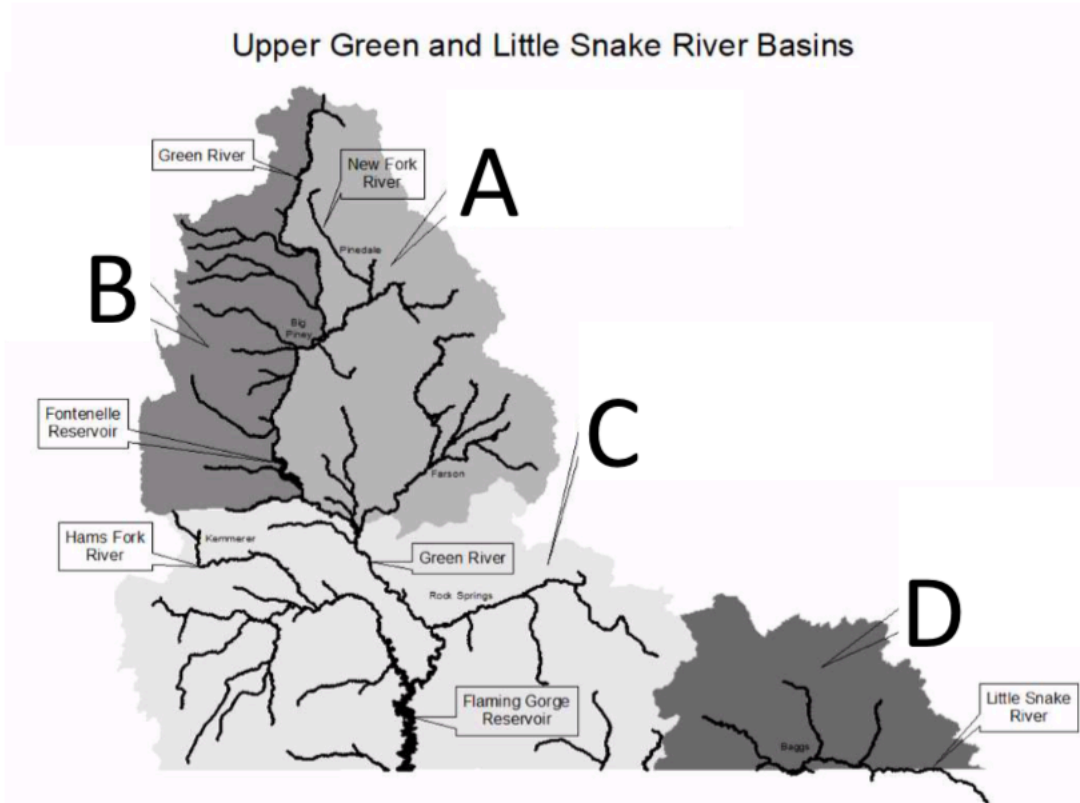 Upper Green and Little Snake River Basins
Green River
New Fork
River
A
Pinedale
B
Big
Piney
Fontenelle
Reservoir
C
Farson
Hams Fork
River
Kemmerer
Green River
Rock Springs
D
Flaming Gorge
Reservoir
Little Snake
River
Baggs